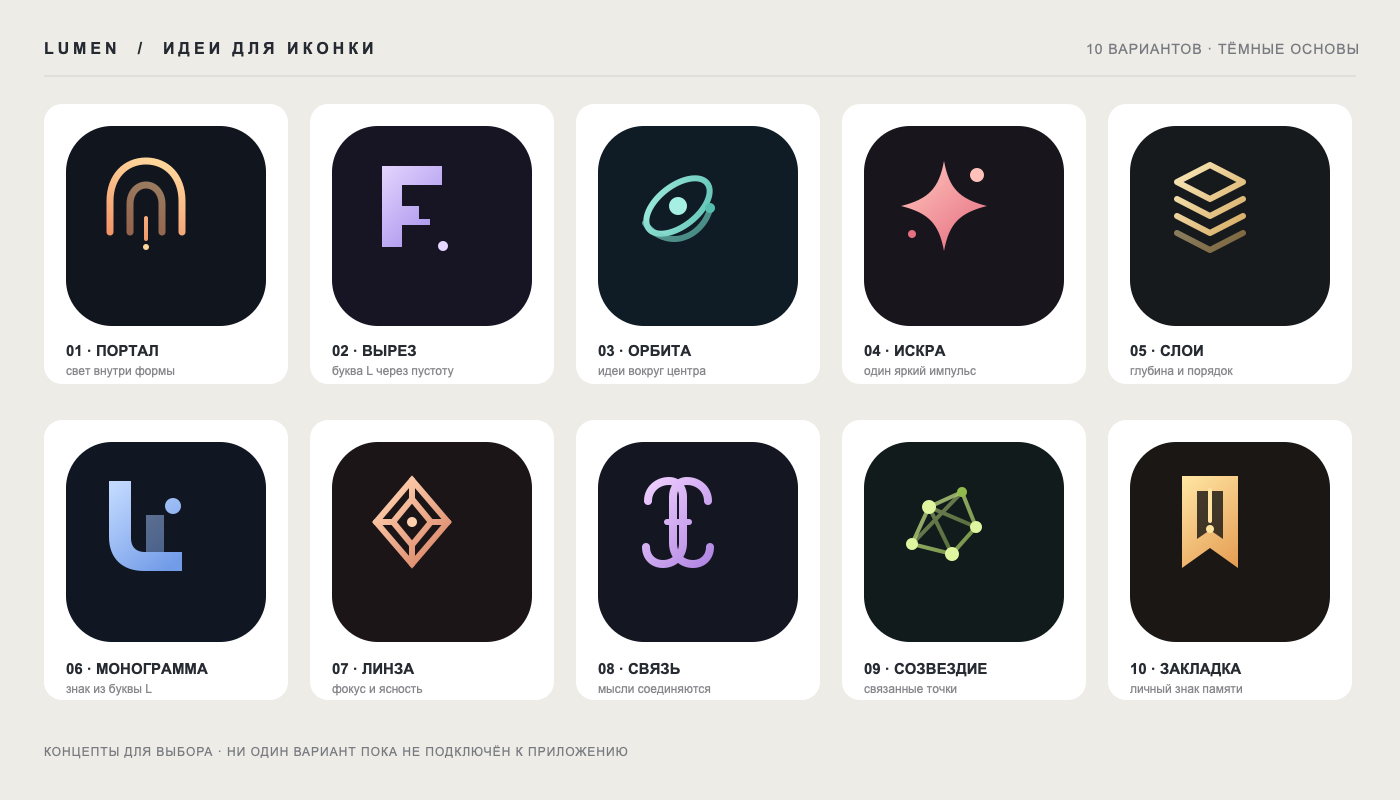 LUMEN / ИДЕИ ДЛЯ ИКОНКИ
10 ВАРИАНТОВ · ТЁМНЫЕ ОСНОВЫ
01 · ПОРТАЛ
свет внутри формы
02 · ВЫРЕЗ
буква L через пустоту
03 · ОРБИТА
идеи вокруг центра
04 · ИСКРА
один яркий импульс
05 · СЛОИ
глубина и порядок
06 · МОНОГРАММА
знак из буквы L
07 · ЛИНЗА
фокус и ясность
08 · СВЯЗЬ
мысли соединяются
09 · СОЗВЕЗДИЕ
связанные точки
10 · ЗАКЛАДКА
личный знак памяти
КОНЦЕПТЫ ДЛЯ ВЫБОРА · НИ ОДИН ВАРИАНТ ПОКА НЕ ПОДКЛЮЧЁН К ПРИЛОЖЕНИЮ